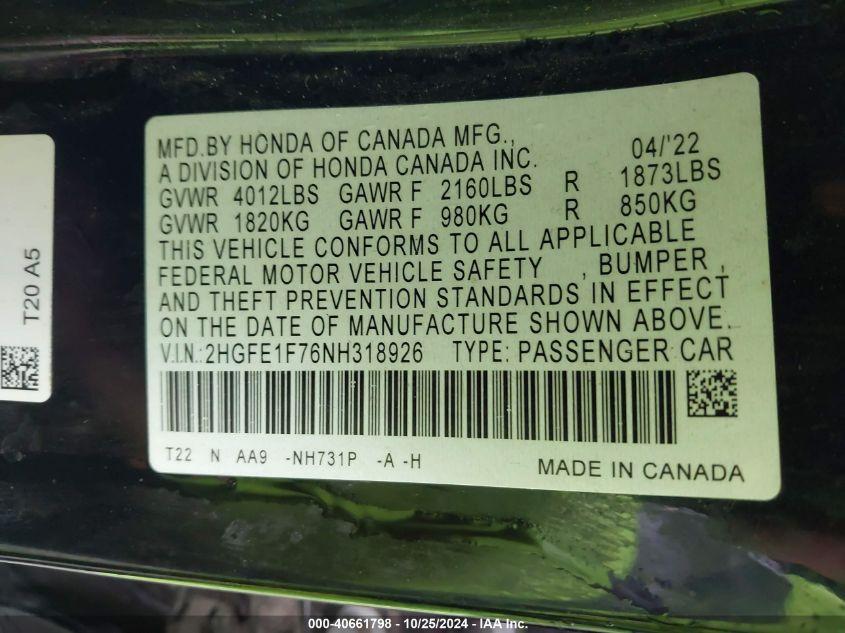 MFD.BY HONDA OF CANADA MFG., 04/'22
A DIVISION OF HONDA CANADA INC.
GVWR 4012LBS GAWR F 2160LBS R 1873LBS
GVWR 1820KG GAWR F 980KG R 850KG
THIS VEHICLE CONFORMS TO ALL APPLICABLE
FEDERAL MOTOR VEHICLE SAFETY , BUMPER ,
AND THEFT PREVENTION STANDARDS IN EFFECT
ON THE DATE OF MANUFACTURE SHOWN ABOVE.
V.I.N.:2HGFE1F76NH318926 TYPE: PASSENGER CAR
T22 N AA9 -NH731P -A -H MADE IN CANADA
T20 A5
000-40661798 - 10/25/2024 - IAA Inc.